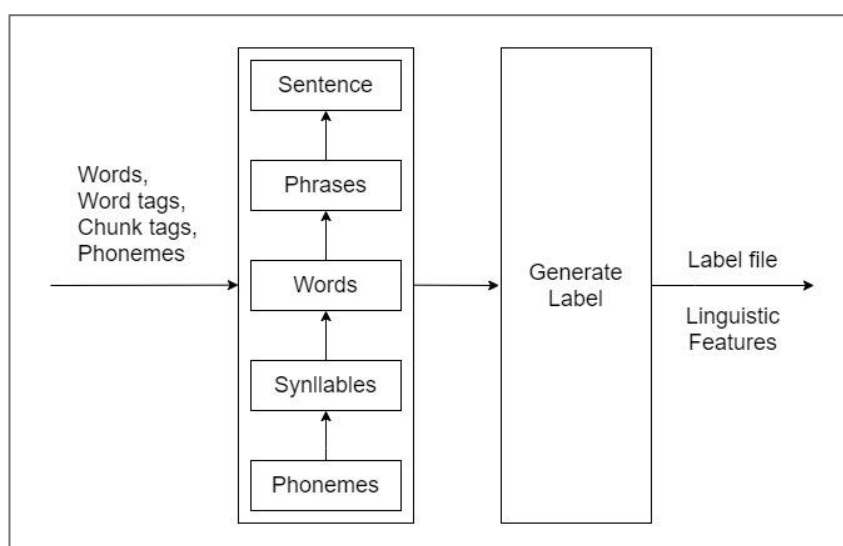 Words,
Word tags,
Chunk tags,
Phonemes
Sentence
Phrases
Words
Synllables
Phonemes
Generate
Label
Label file
Linguistic
Features